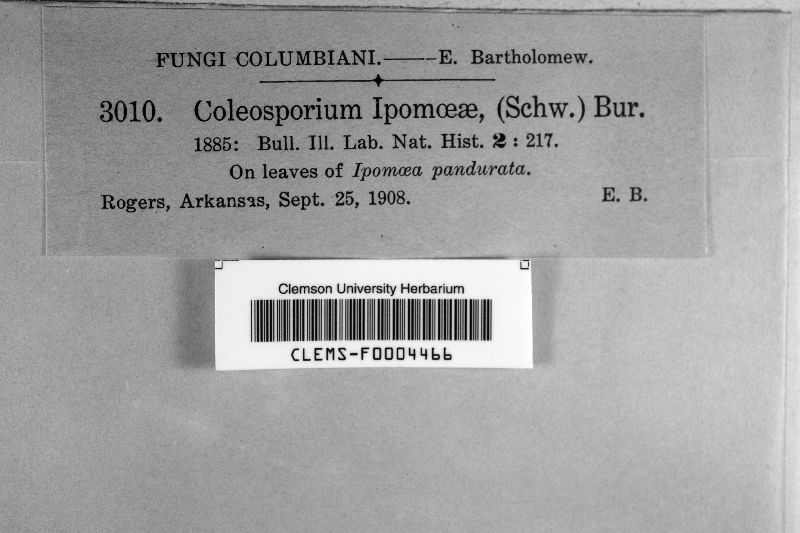 FUNGI COLUMBIANI.——E. Bartholomew.
3010. Coleosporium Ipomœæ, (Schw.) Bur.
1885: Bull. Ill. Lab. Nat. Hist. 2 : 217.
On leaves of Ipomœa pandurata.
Rogers, Arkansas, Sept. 25, 1908. E. B.
Clemson University Herbarium
CLEMS-F0004466